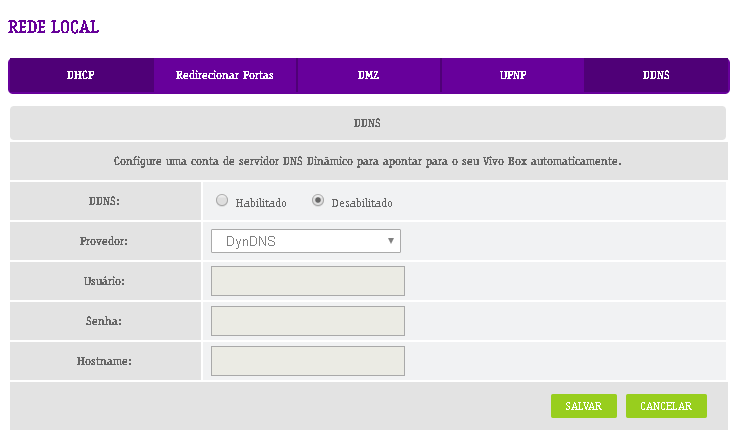 REDE LOCAL
DHCP Redirecionar Portas DMZ UPNP DDNS
DDNS
Configure uma conta de servidor DNS Dinâmico para apontar para o seu Vivo Box automaticamente.
DDNS: Habilitado Desabilitado
Provedor: DynDNS
Usuário:
Senha:
Hostname:
SALVAR CANCELAR